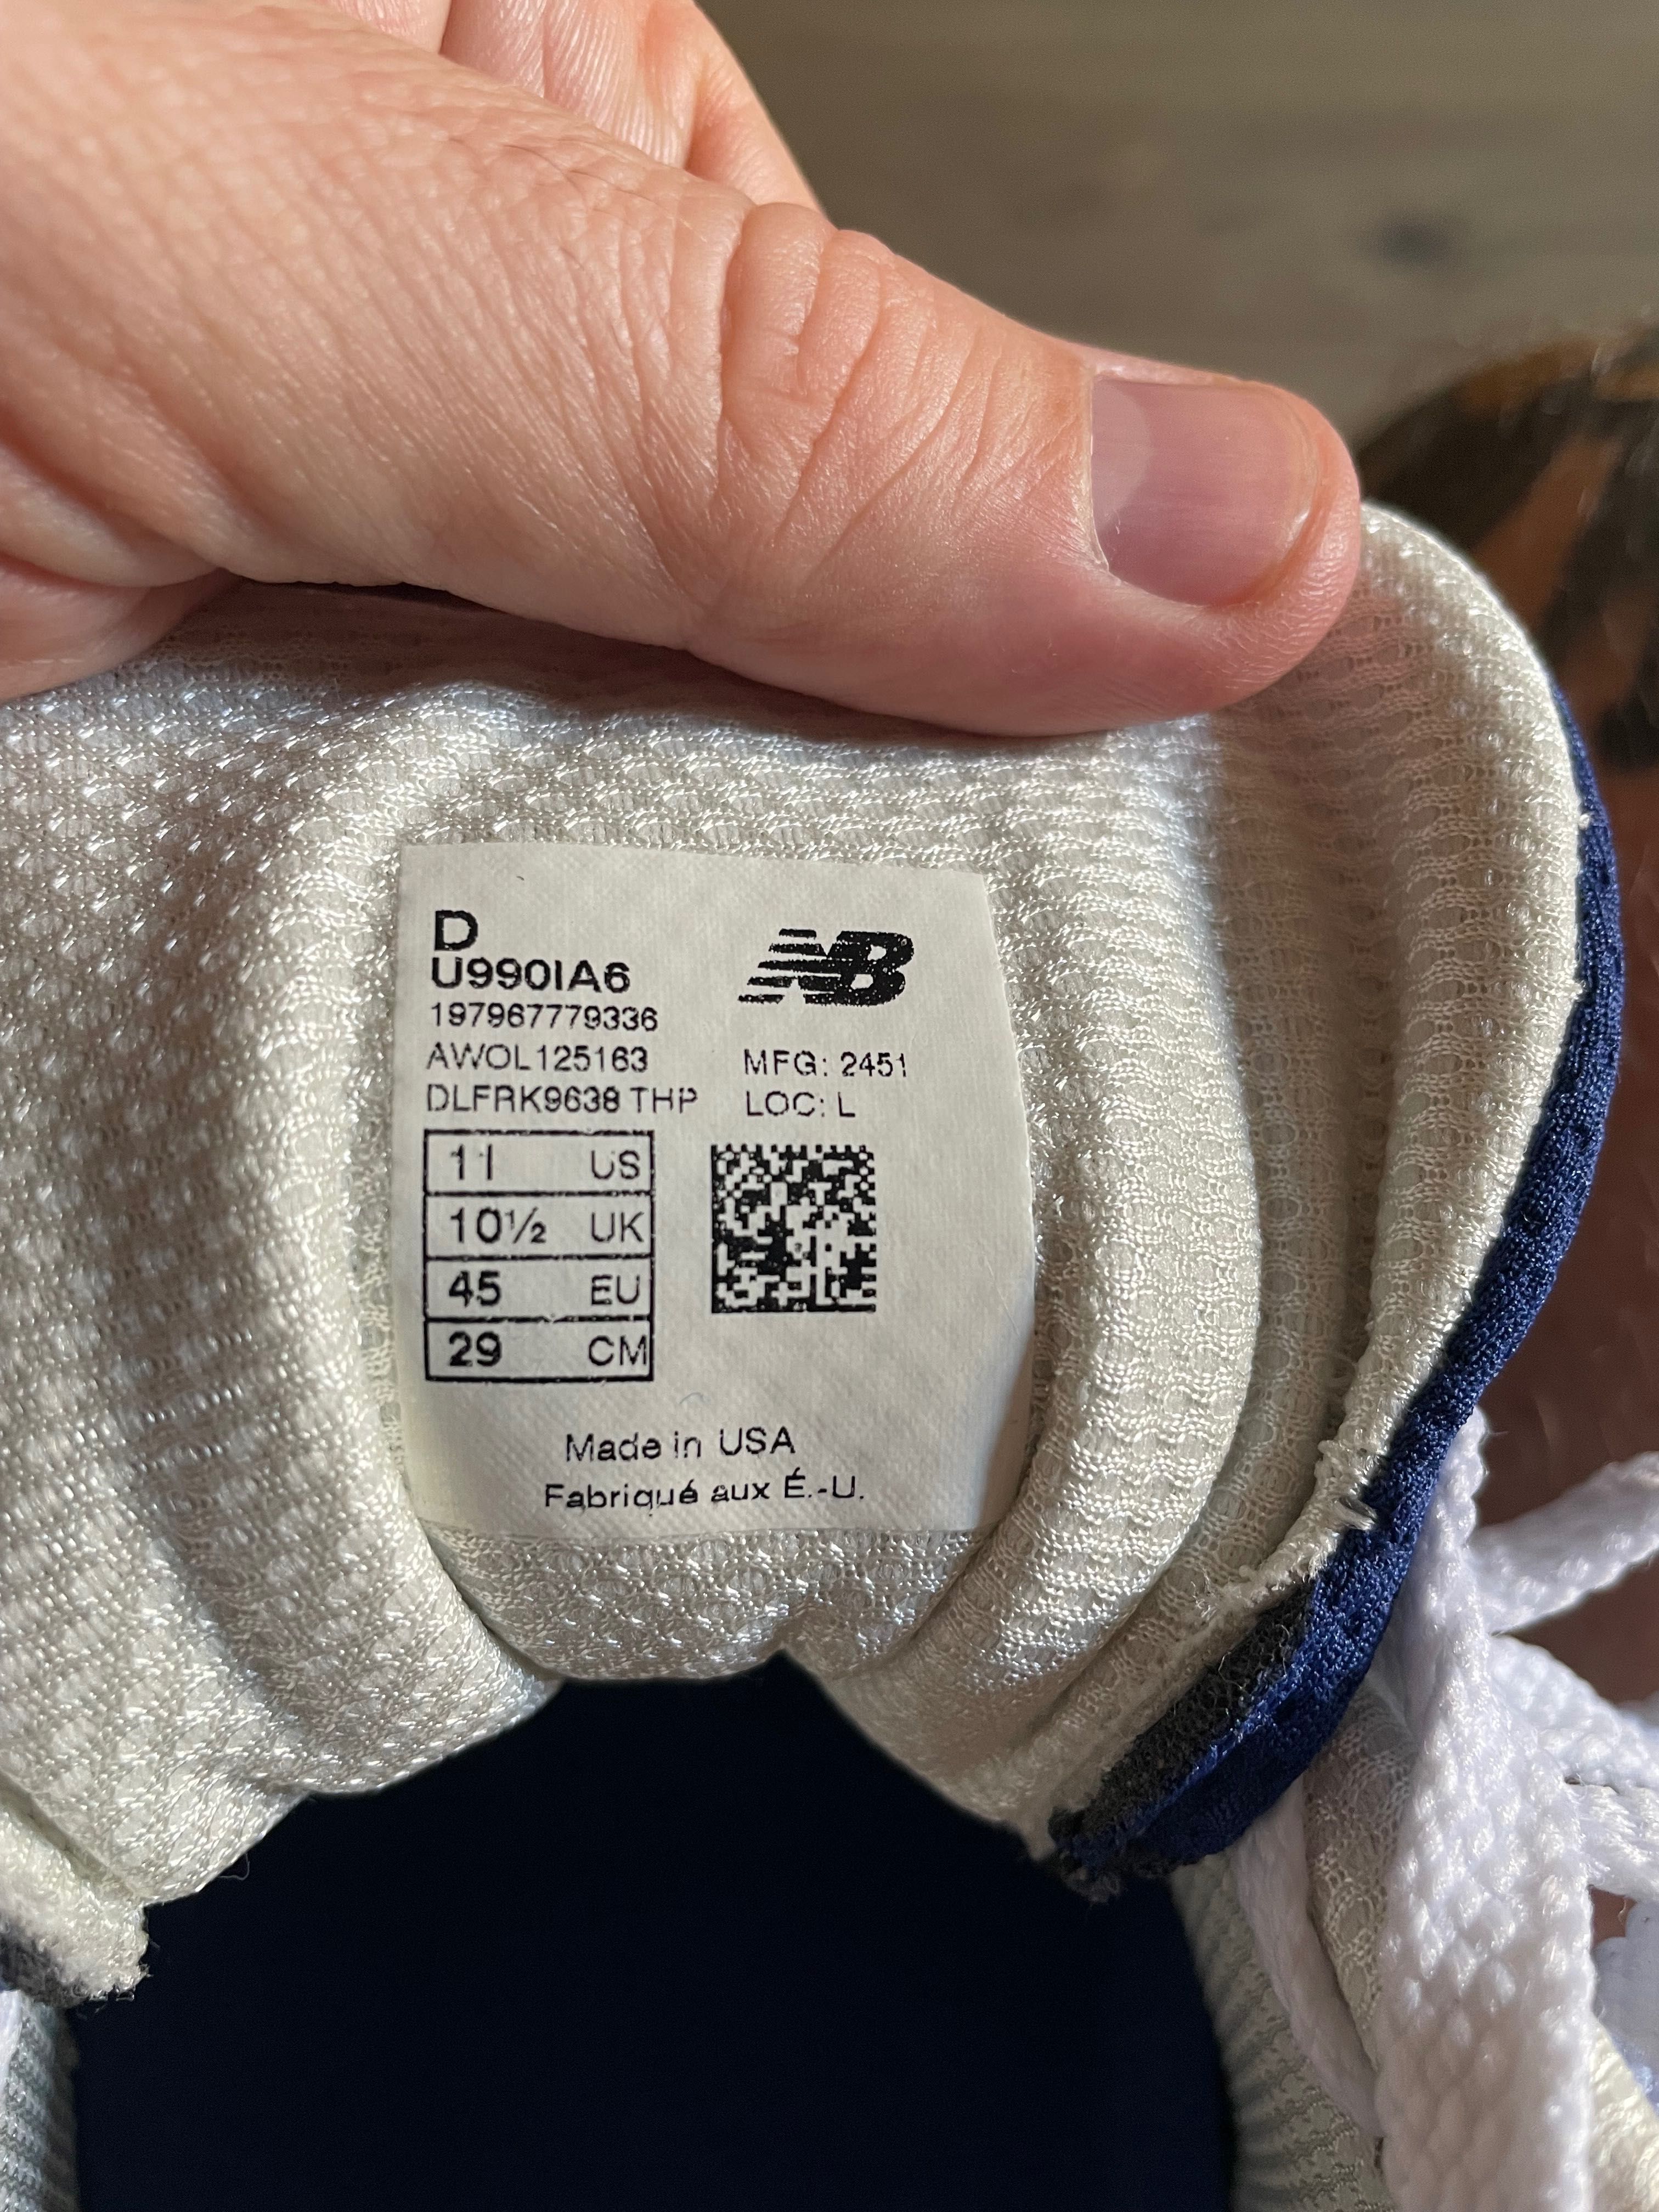 D
U990IA6
197967779336
AWOL125163
DLFRK9638 THP
NB
MFG: 2451
LOC: L
11 US
10½ UK
45 EU
29 CM
Made in USA
Fabriqué aux É.-U.